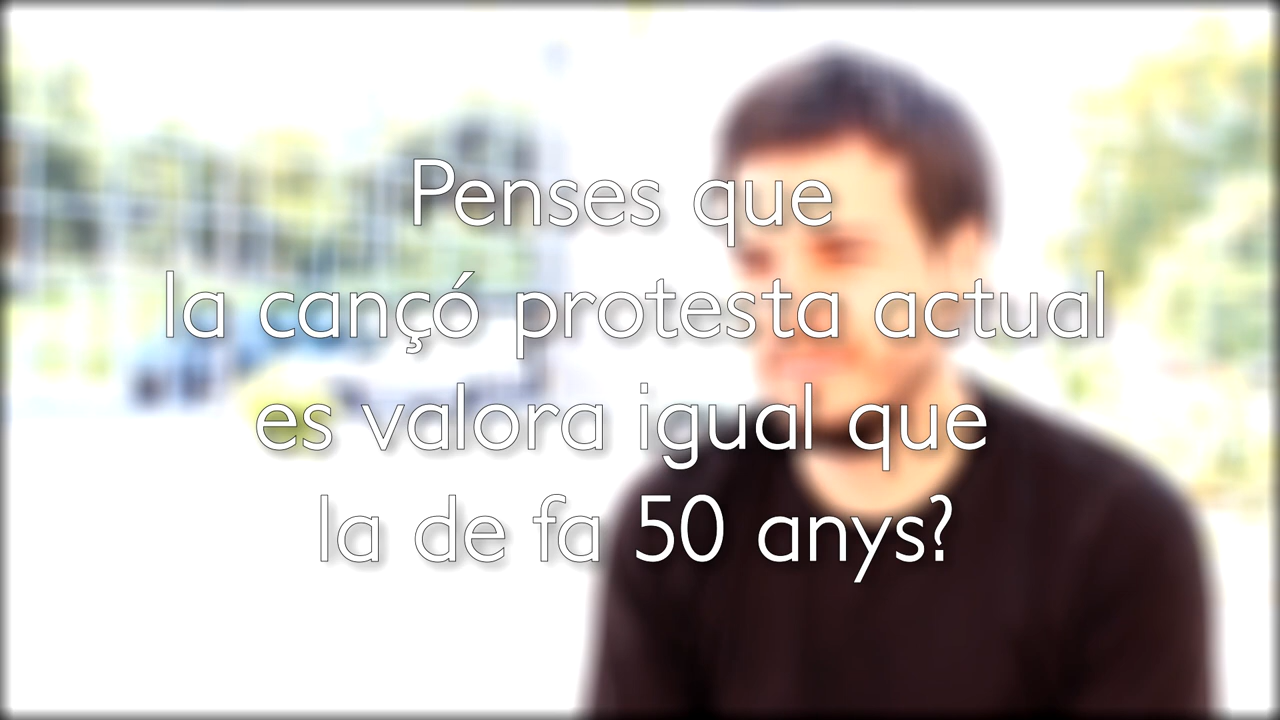 Penses que
la cançó protesta actual
es valora igual que
la de fa 50 anys?